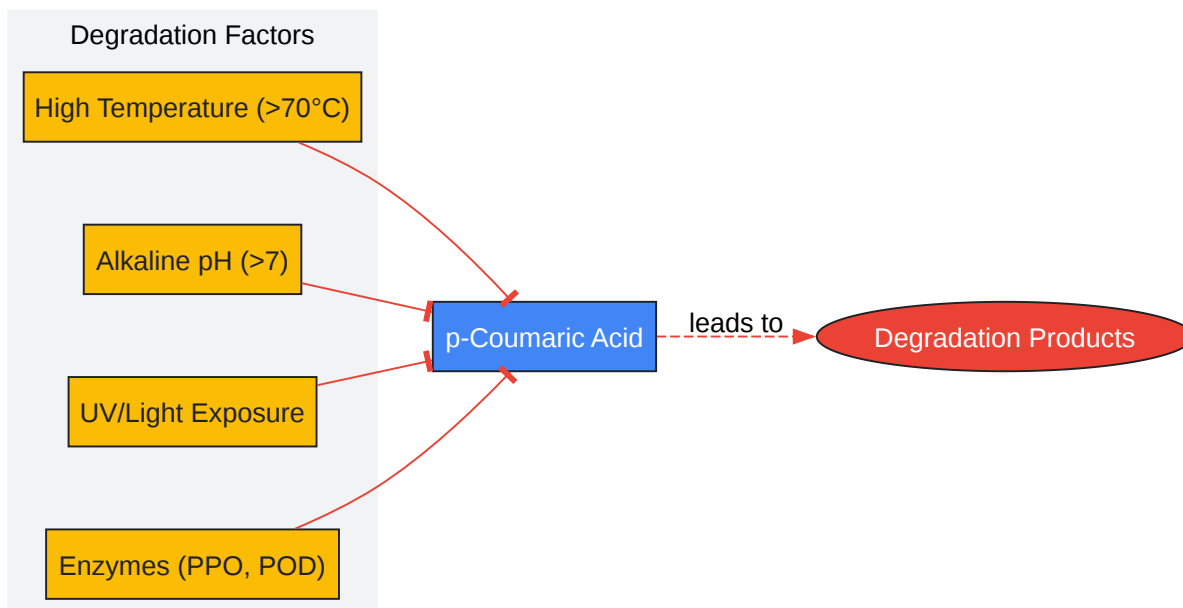 Degradation Factors
High Temperature (>70°C)
Alkaline pH (>7)
UV/Light Exposure
Enzymes (PPO, POD)
p-Coumaric Acid
leads to
Degradation Products